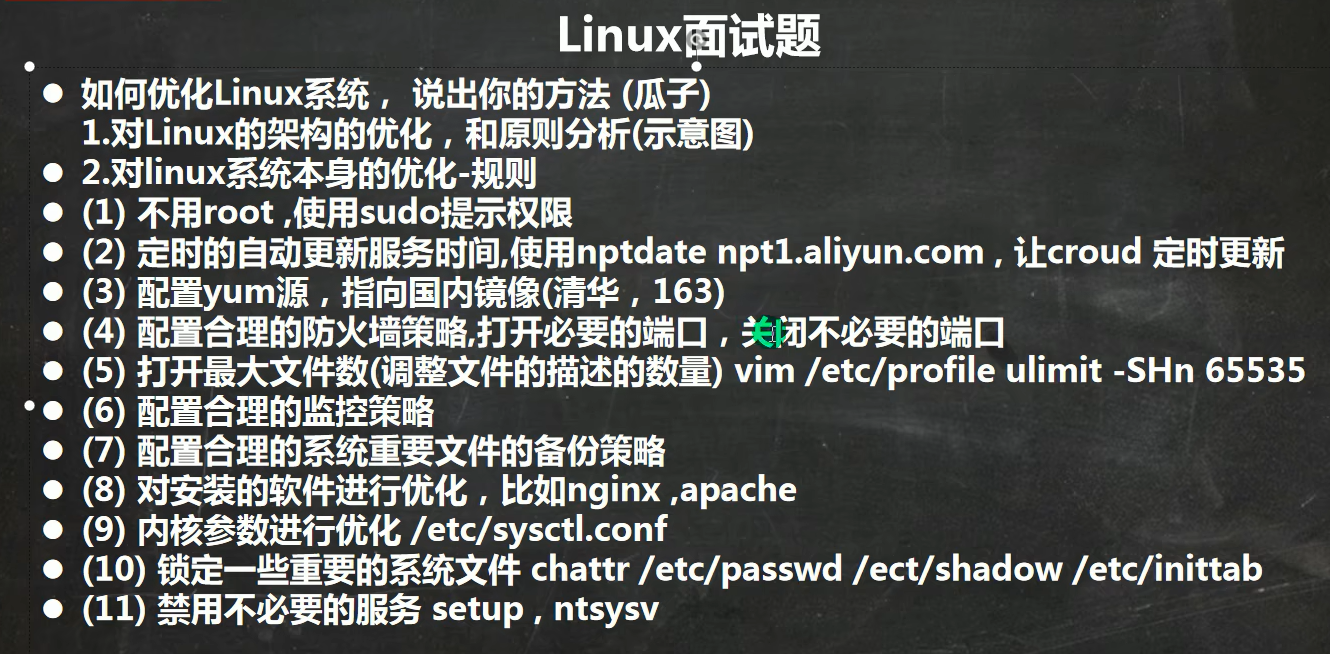 Linux面试题
如何优化Linux系统， 说出你的方法 (瓜子)
1.对Linux的架构的优化，和原则分析(示意图)
2.对linux系统本身的优化-规则
(1) 不用root ,使用sudo提示权限
(2) 定时的自动更新服务时间,使用nptdate npt1.aliyun.com , 让croud 定时更新
(3) 配置yum源，指向国内镜像(清华，163)
(4) 配置合理的防火墙策略,打开必要的端口，关闭不必要的端口
(5) 打开最大文件数(调整文件的描述的数量) vim /etc/profile ulimit -SHn 65535
(6) 配置合理的监控策略
(7) 配置合理的系统重要文件的备份策略
(8) 对安装的软件进行优化，比如nginx ,apache
(9) 内核参数进行优化 /etc/sysctl.conf
(10) 锁定一些重要的系统文件 chattr /etc/passwd /ect/shadow /etc/inittab
(11) 禁用不必要的服务 setup , ntsysv